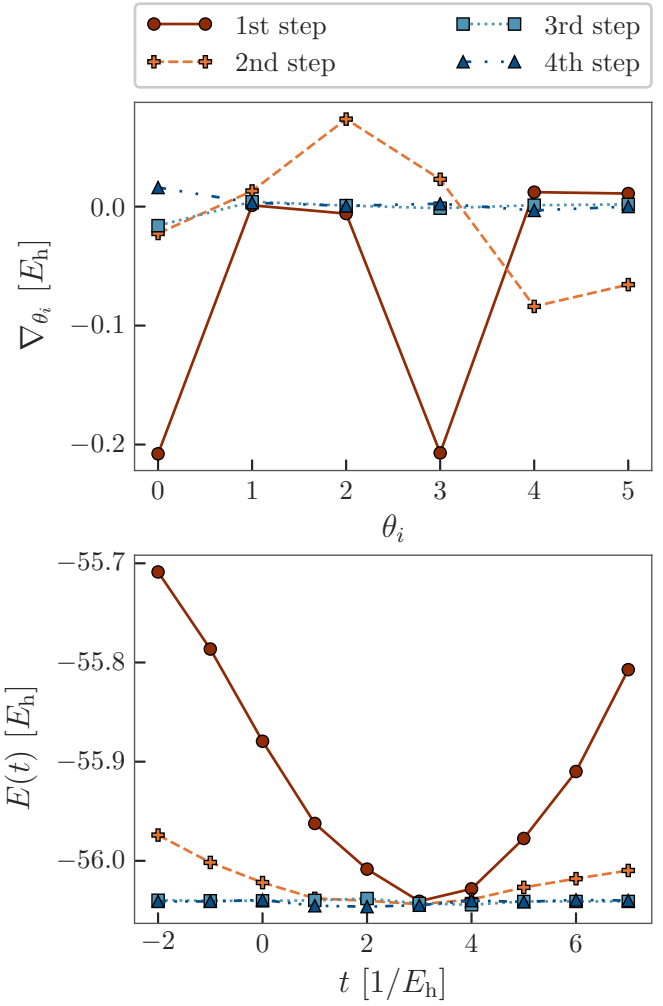 1st step
2nd step
3rd step
4th step
0.0
−0.1
−0.2
∇θi [Eh]
0 1 2 3 4 5
θi
−55.7
−55.8
−55.9
−56.0
E(t) [Eh]
−2 0 2 4 6
t [1/Eh]